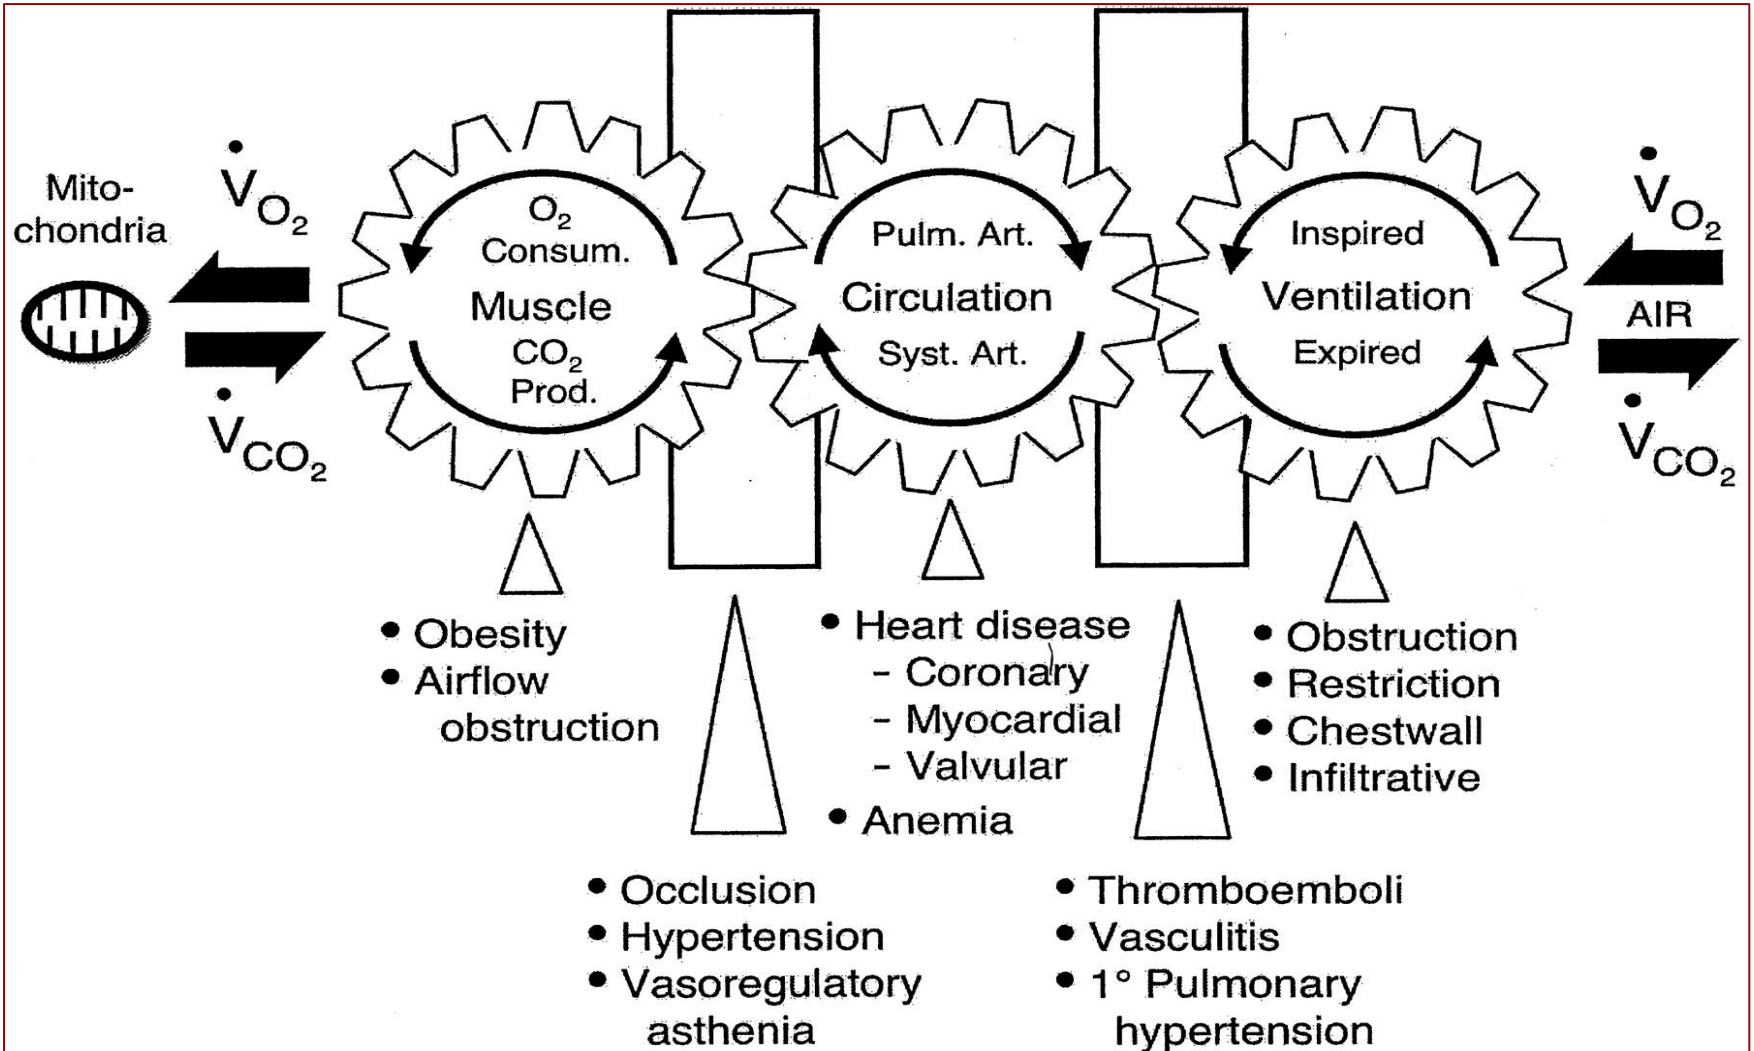 Mito-
chondria
V̇O₂
V̇CO₂
O₂
Consum.
Muscle
CO₂
Prod.
Pulm. Art.
Circulation
Syst. Art.
Inspired
Ventilation
Expired
V̇O₂
AIR
V̇CO₂
• Obesity
• Airflow
obstruction
• Heart disease
- Coronary
- Myocardial
- Valvular
• Anemia
• Obstruction
• Restriction
• Chestwall
• Infiltrative
• Occlusion
• Hypertension
• Vasoregulatory
asthenia
• Thromboemboli
• Vasculitis
• 1° Pulmonary
hypertension